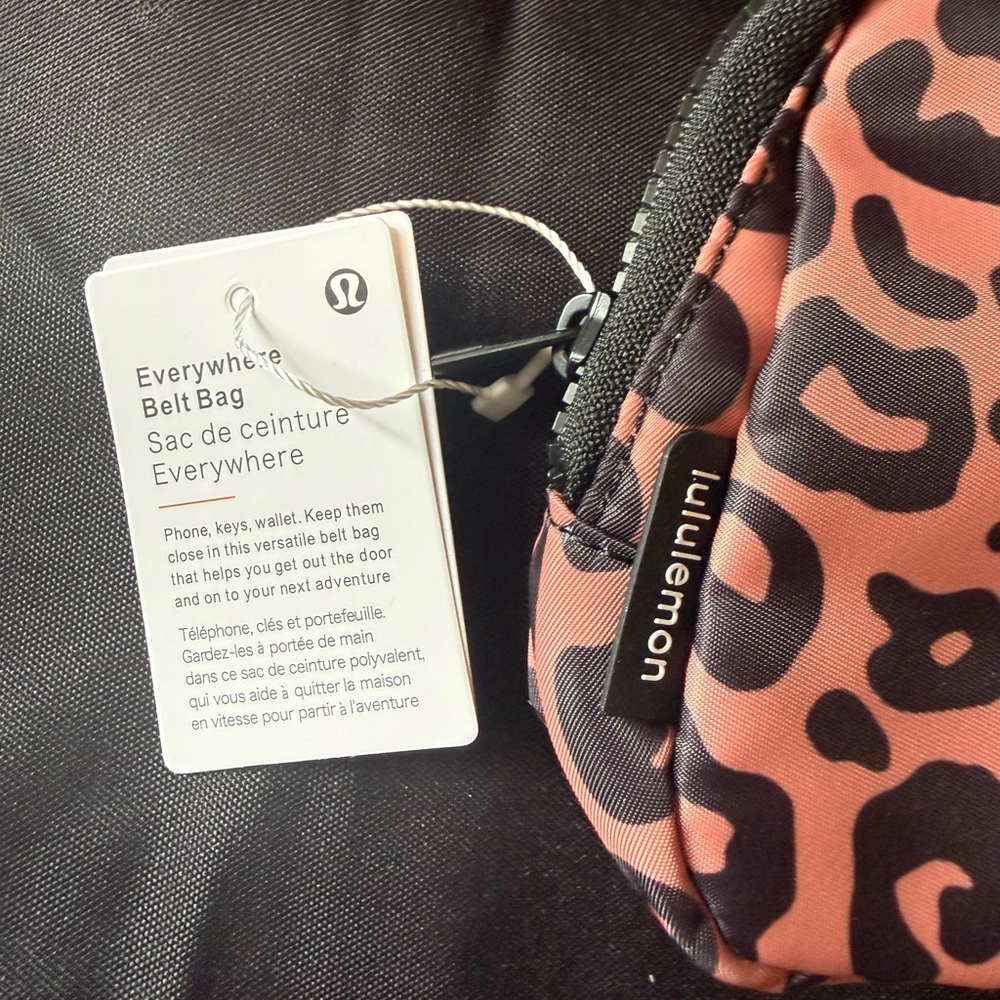 Everywhere
Belt Bag
Sac de ceinture
Everywhere
Phone, keys, wallet. Keep them
close in this versatile belt bag
that helps you get out the door
and on to your next adventure
Téléphone, clés et portefeuille.
Gardez-les à portée de main
dans ce sac de ceinture polyvalent,
qui vous aide à quitter la maison
en vitesse pour partir à l'aventure
lululemon